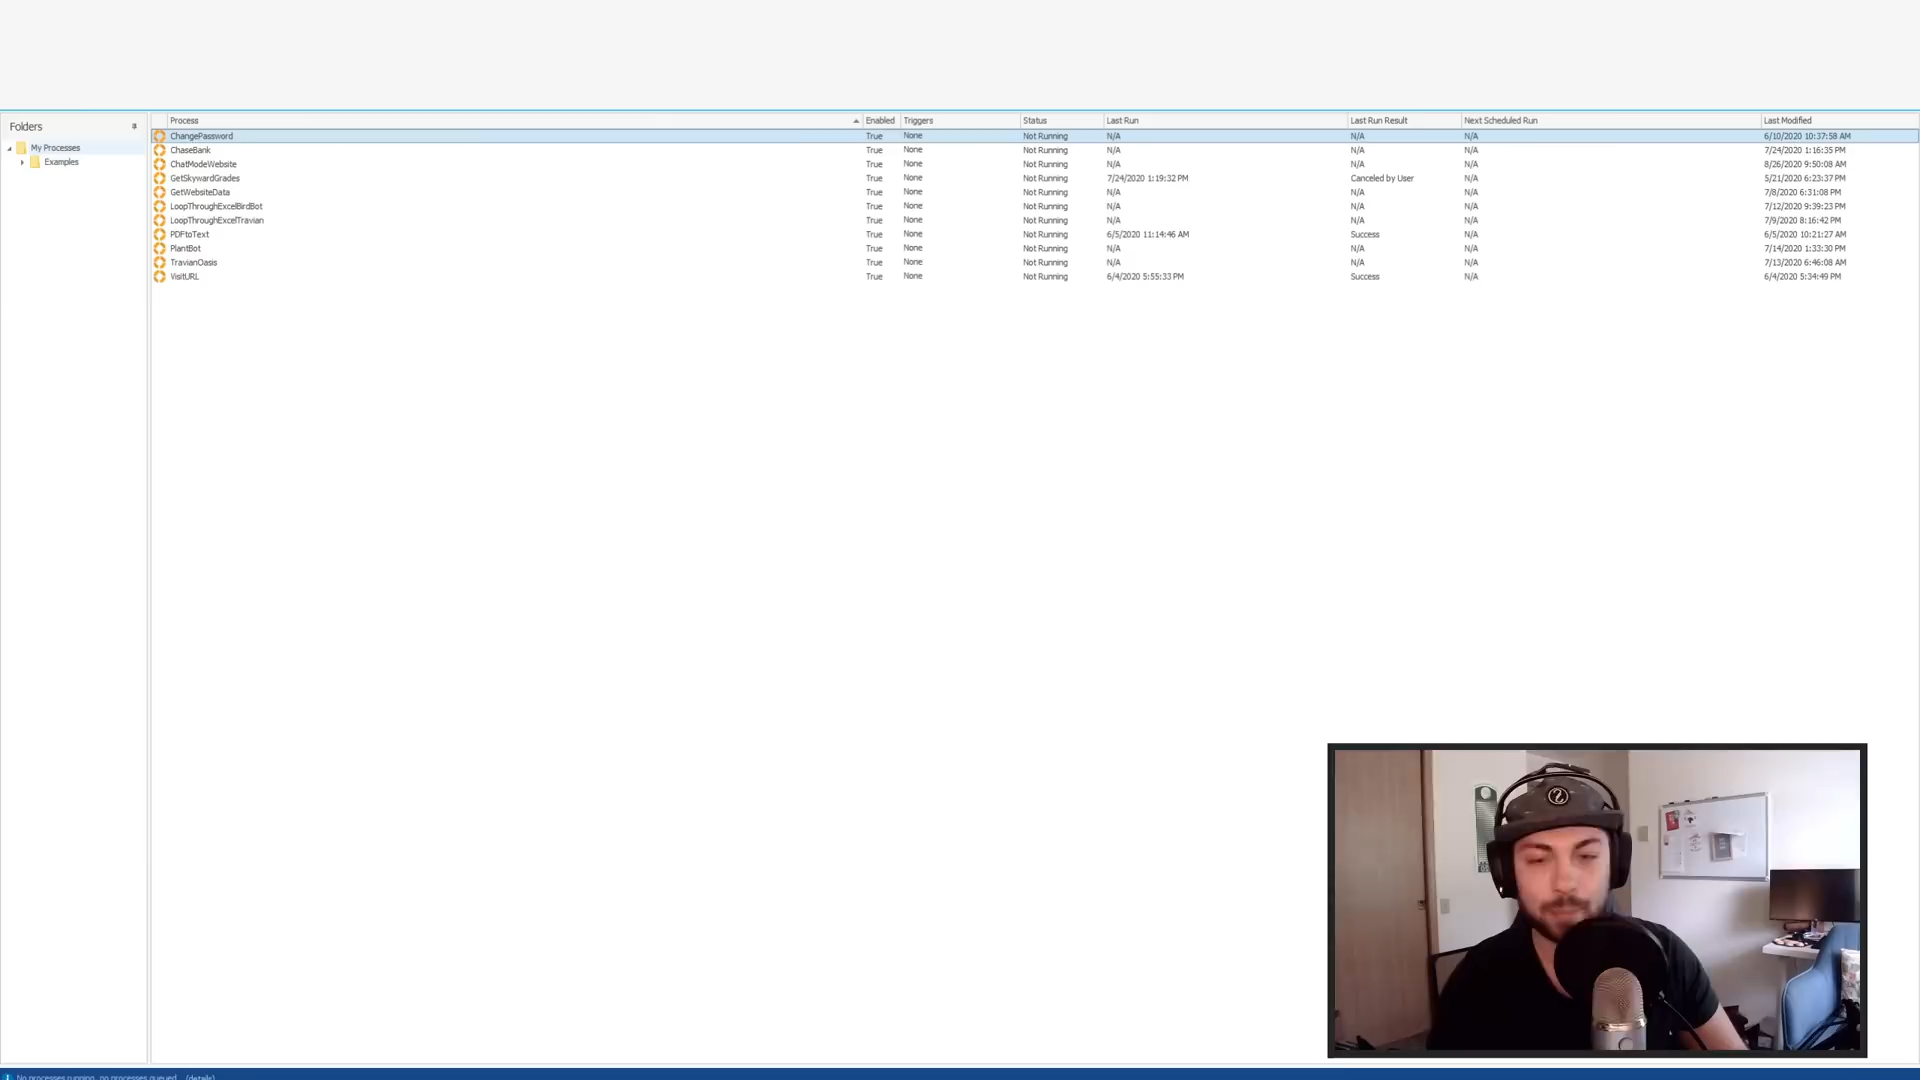 Folders
My Processes
Examples
Process Enabled Triggers Status Last Run Last Run Result Next Scheduled Run Last Modified
ChangePassword True None Not Running N/A N/A N/A 6/10/2020 10:37:58 AM
ChaseBank True None Not Running N/A N/A N/A 7/24/2020 1:16:35 PM
ChatModeWebsite True None Not Running N/A N/A N/A 8/26/2020 9:50:08 AM
GetSkywardGrades True None Not Running 7/24/2020 1:19:32 PM Canceled by User N/A 5/21/2020 6:23:37 PM
GetWebsiteData True None Not Running N/A N/A N/A 7/8/2020 6:31:08 PM
LoopThroughExcelBirdBot True None Not Running N/A N/A N/A 7/12/2020 9:39:23 PM
LoopThroughExcelTravian True None Not Running N/A N/A N/A 7/9/2020 8:16:42 PM
PDFtoText True None Not Running 6/5/2020 11:14:46 AM Success N/A 6/5/2020 10:21:27 AM
PlantBot True None Not Running N/A N/A N/A 7/14/2020 1:33:30 PM
TravianOasis True None Not Running N/A N/A N/A 7/13/2020 6:46:08 AM
VisitURL True None Not Running 6/4/2020 5:55:33 PM Success N/A 6/4/2020 5:34:49 PM
No processes running, no processes queued (details)